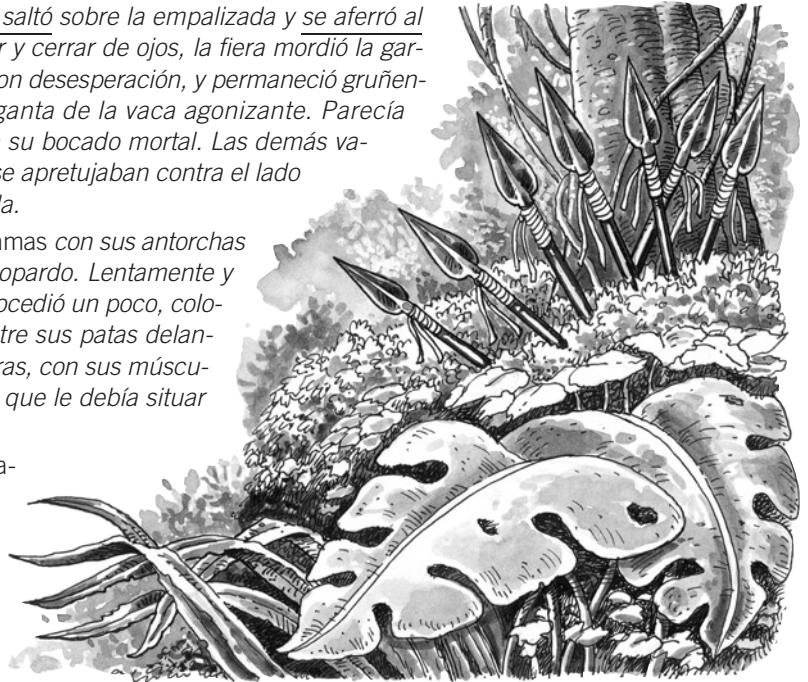 saltó sobre la empalizada y se aferró al
r y cerrar de ojos, la fiera mordió la gar-
on desesperación, y permaneció gruñen-
ganta de la vaca agonizante. Parecía
su bocado mortal. Las demás va-
se apretujaban contra el lado
la.
amas con sus antorchas
opardo. Lentamente y
ocedió un poco, colo-
tre sus patas delan-
ras, con sus múscu-
que le debía situar
a-